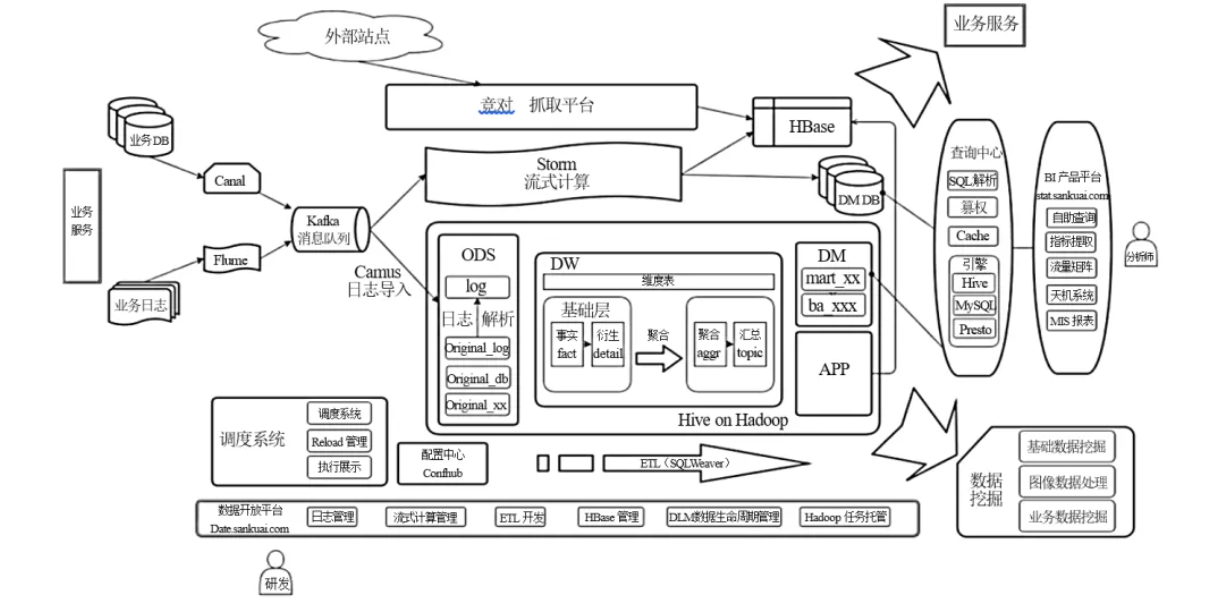 外部站点
业务服务
竞对 抓取平台
HBase
业务DB
Storm
流式计算
DM DB
Canal
业务
服务
Kafka
消息队列
Flume
业务日志
Camus
日志导入
ODS
log
日志 解析
Original_log
Original_db
Original_xx
DW
维度表
基础层
事实
fact
衍生
detail
聚合
聚合
aggr
汇总
topic
DM
mart_xx
ba_xxx
APP
Hive on Hadoop
查询中心
SQL解析
篡权
Cache
引擎
Hive
MySQL
Presto
BI 产品平台
stat.sankuai.com
自助查询
指标提取
流量矩阵
天机系统
MIS 报表
分析师
调度系统
调度系统
Reload 管理
执行展示
配置中心
Confhub
ETL（SQLWeaver）
数据
挖掘
基础数据挖掘
图像数据处理
业务数据挖掘
数据开放平台
Date.sankuai.com
日志管理
流式计算管理
ETL 开发
HBase 管理
DLM数据生命周期管理
Hadoop 任务托管
研发